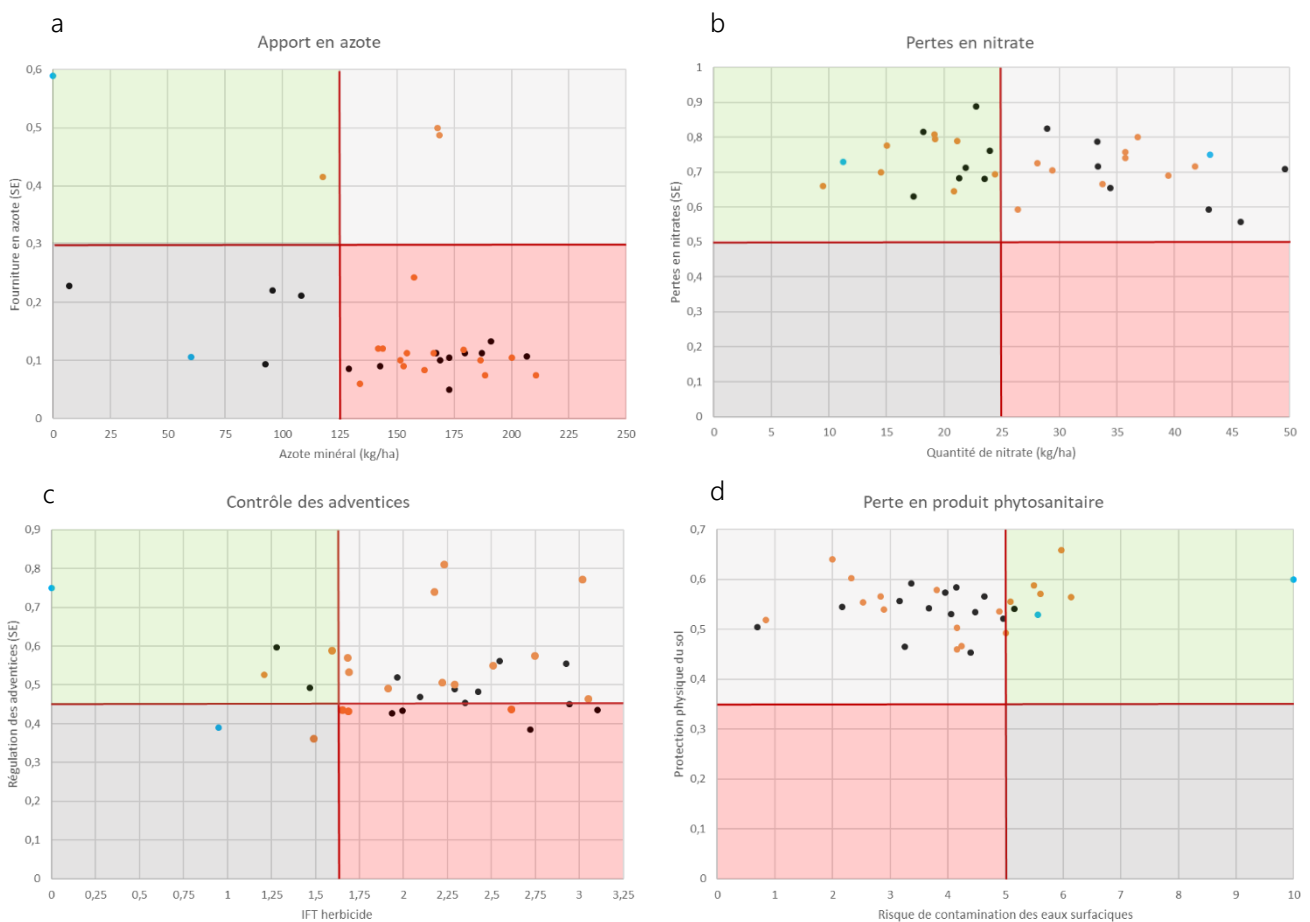 a
Apport en azote
Fourniture en azote (SE)
0,6
0,5
0,4
0,3
0,2
0,1
0
0 25 50 75 100 125 150 175 200 225 250
Azote minéral (kg/ha)
b
Pertes en nitrate
Pertes en nitrates (SE)
1
0,9
0,8
0,7
0,6
0,5
0,4
0,3
0,2
0,1
0
0 5 10 15 20 25 30 35 40 45 50
Quantité de nitrate (kg/ha)
c
Contrôle des adventices
Régulation des adventices (SE)
0,9
0,8
0,7
0,6
0,5
0,4
0,3
0,2
0,1
0
0 0,25 0,5 0,75 1 1,25 1,5 1,75 2 2,25 2,5 2,75 3 3,25
IFT herbicide
d
Perte en produit phytosanitaire
Protection physique du sol
0,7
0,6
0,5
0,4
0,3
0,2
0,1
0
0 1 2 3 4 5 6 7 8 9 10
Risque de contamination des eaux surfaciques